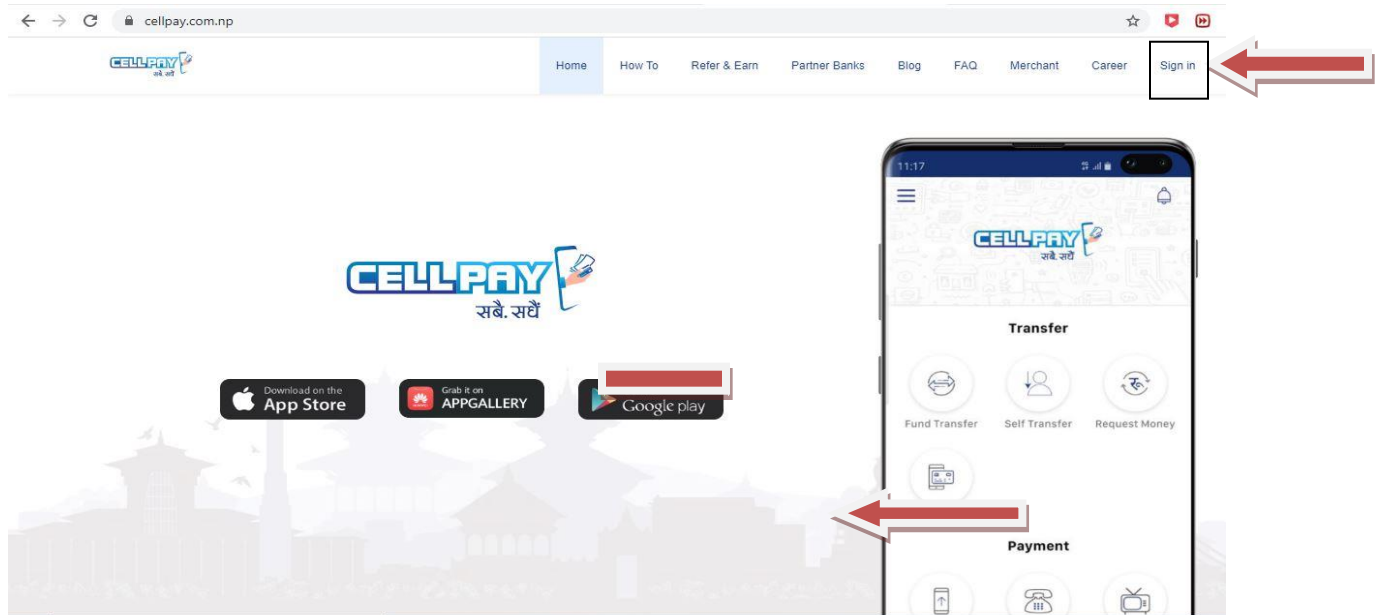 cellpay.com.np
CELLPAY
सबै. सधैं
Home How To Refer & Earn Partner Banks Blog FAQ Merchant Career Sign in
CELLPAY
सबै. सधैं
Download on the
App Store
Grab it on
APPGALLERY
Google play
11:17
CELLPAY
सबै. सधैं
Transfer
Fund Transfer Self Transfer Request Money
Payment